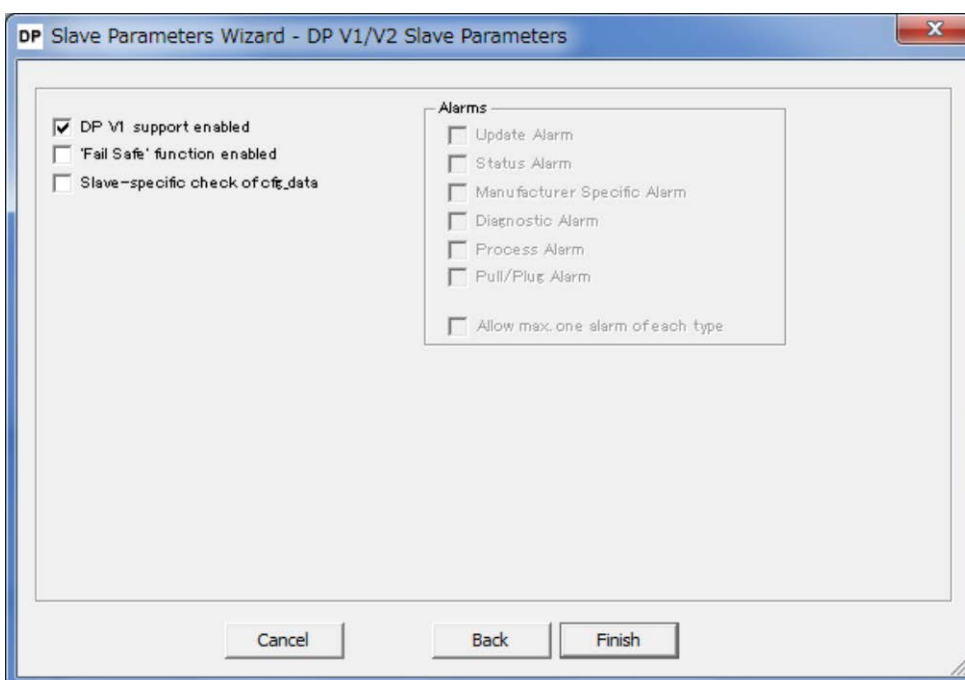 DP Slave Parameters Wizard - DP V1/V2 Slave Parameters
x
DP V1 support enabled
'Fail Safe' function enabled
Slave-specific check of cfg_data
Alarms
Update Alarm
Status Alarm
Manufacturer Specific Alarm
Diagnostic Alarm
Process Alarm
Pull/Plug Alarm
Allow max. one alarm of each type
Cancel
Back
Finish